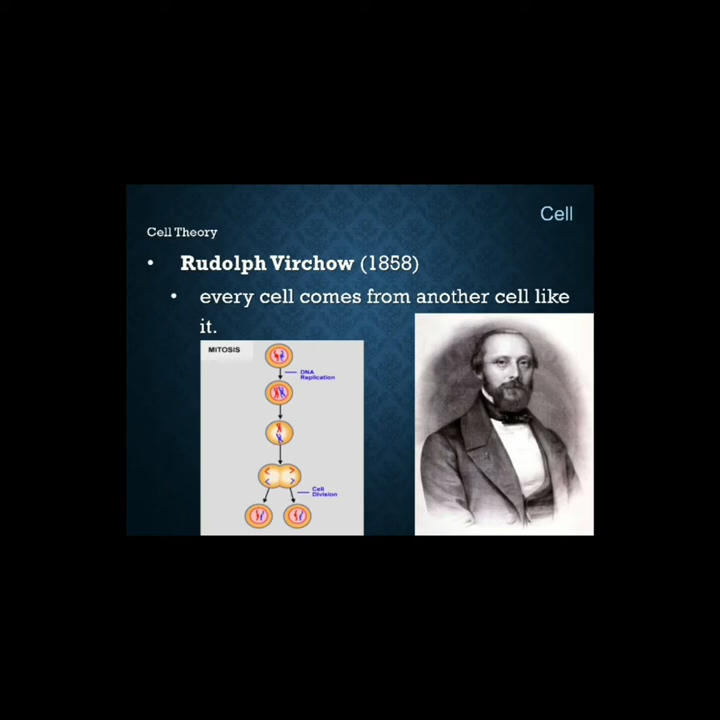 Cell
Cell Theory
• Rudolph Virchow (1858)
• every cell comes from another cell like
it.
MITOSIS
DNA
Replication
Cell
Division